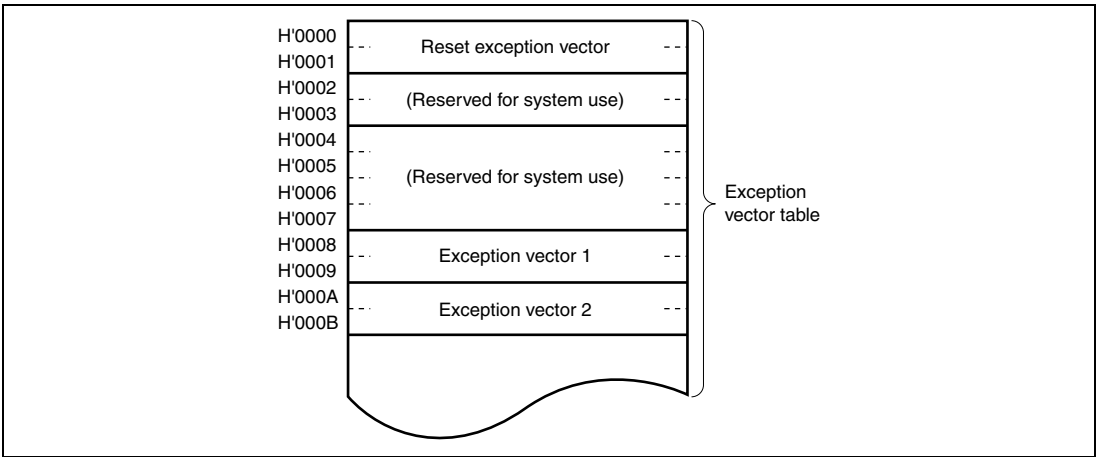 H'0000
Reset exception vector
H'0001
H'0002
(Reserved for system use)
H'0003
H'0004
H'0005
(Reserved for system use)
H'0006
H'0007
H'0008
Exception vector 1
H'0009
H'000A
Exception vector 2
H'000B
Exception
vector table